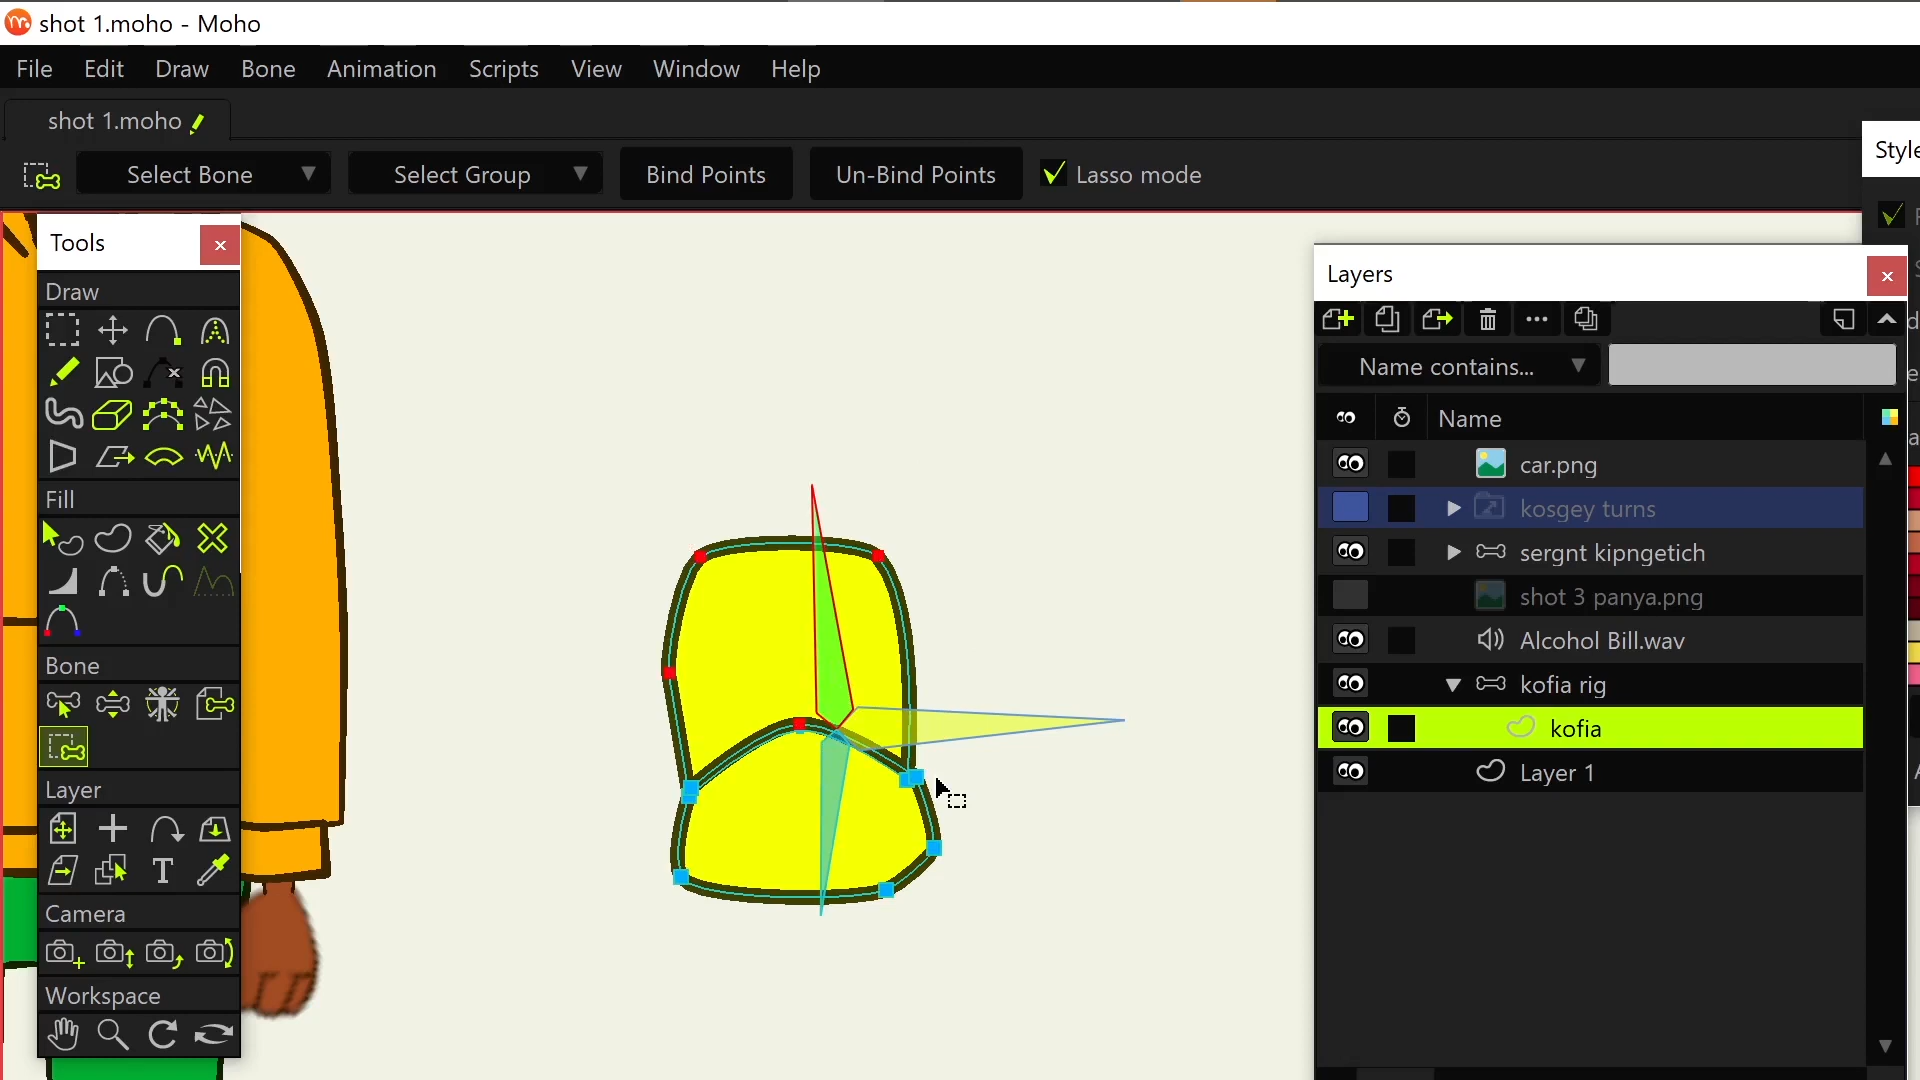 shot 1.moho - Moho
File Edit Draw Bone Animation Scripts View Window Help
shot 1.moho
Select Bone Select Group Bind Points Un-Bind Points Lasso mode
Style
Tools
Draw
Fill
Bone
Layer
Camera
Workspace
Layers
Name contains...
Name
car.png
kosgey turns
sergnt kipngetich
shot 3 panya.png
Alcohol Bill.wav
kofia rig
kofia
Layer 1